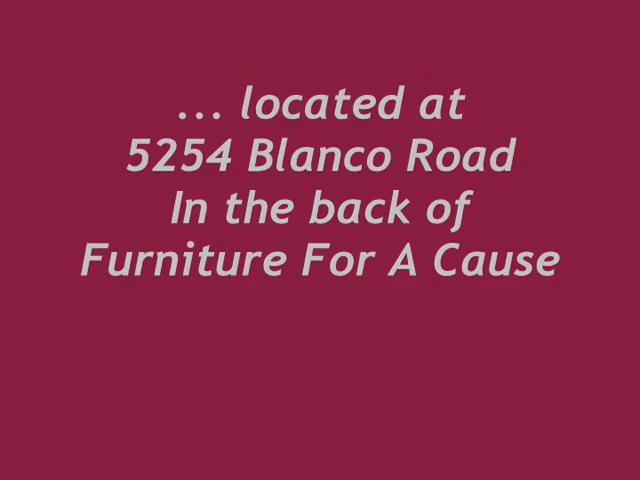 ... located at
5254 Blanco Road
In the back of
Furniture For A Cause